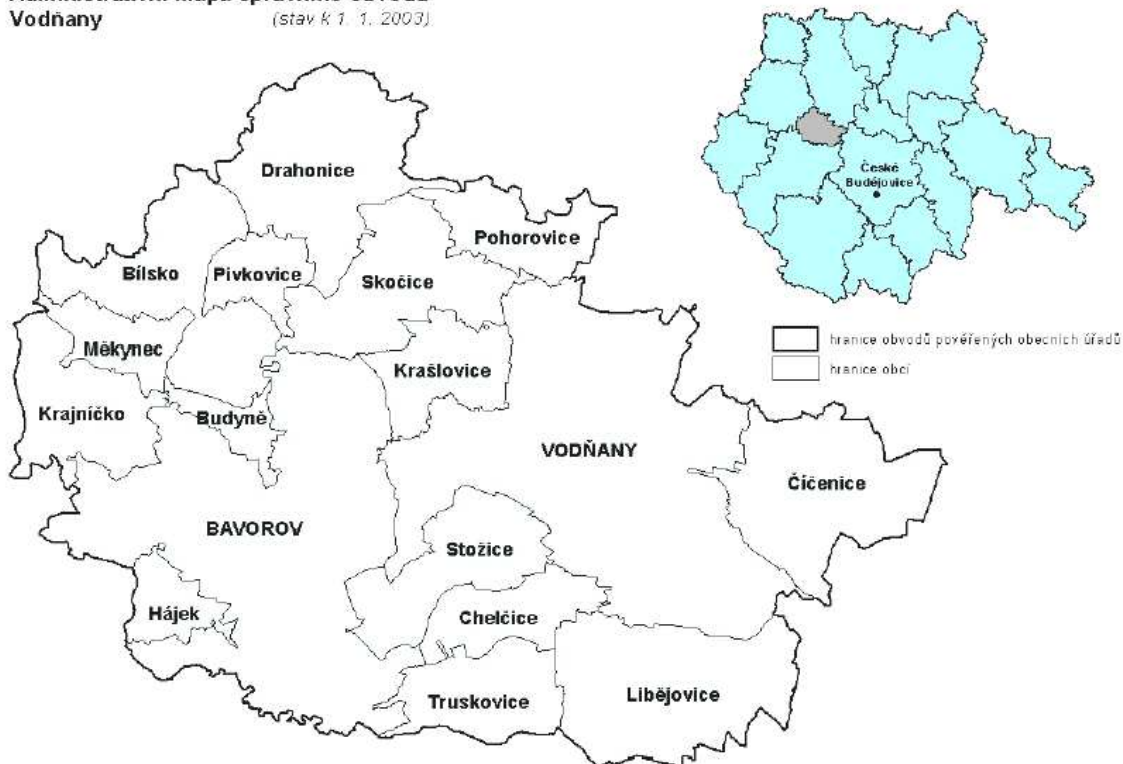 Vodňany (stav k 1. 1. 2003)
Drahonice
České
Budějovice
Pohorovice
Bílsko
Pivkovice
Skočice
hranice obvodů pověřených obecních úřadů
hranice obcí
Měkynec
Krašlovice
Krajníčko
Budyně
VODŇANY
Číčenice
BAVOROV
Stožice
Hájek
Chelčice
Truskovice
Libějovice